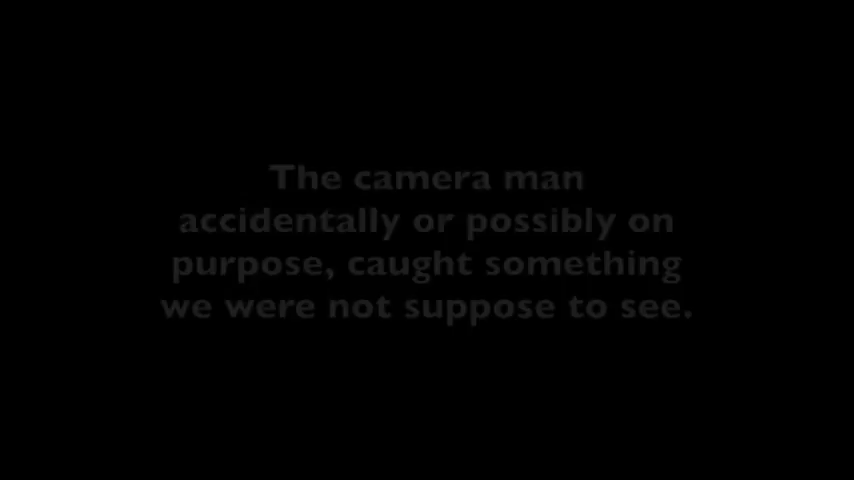 The camera man
accidentally or possibly on
purpose, caught something
we were not suppose to see.